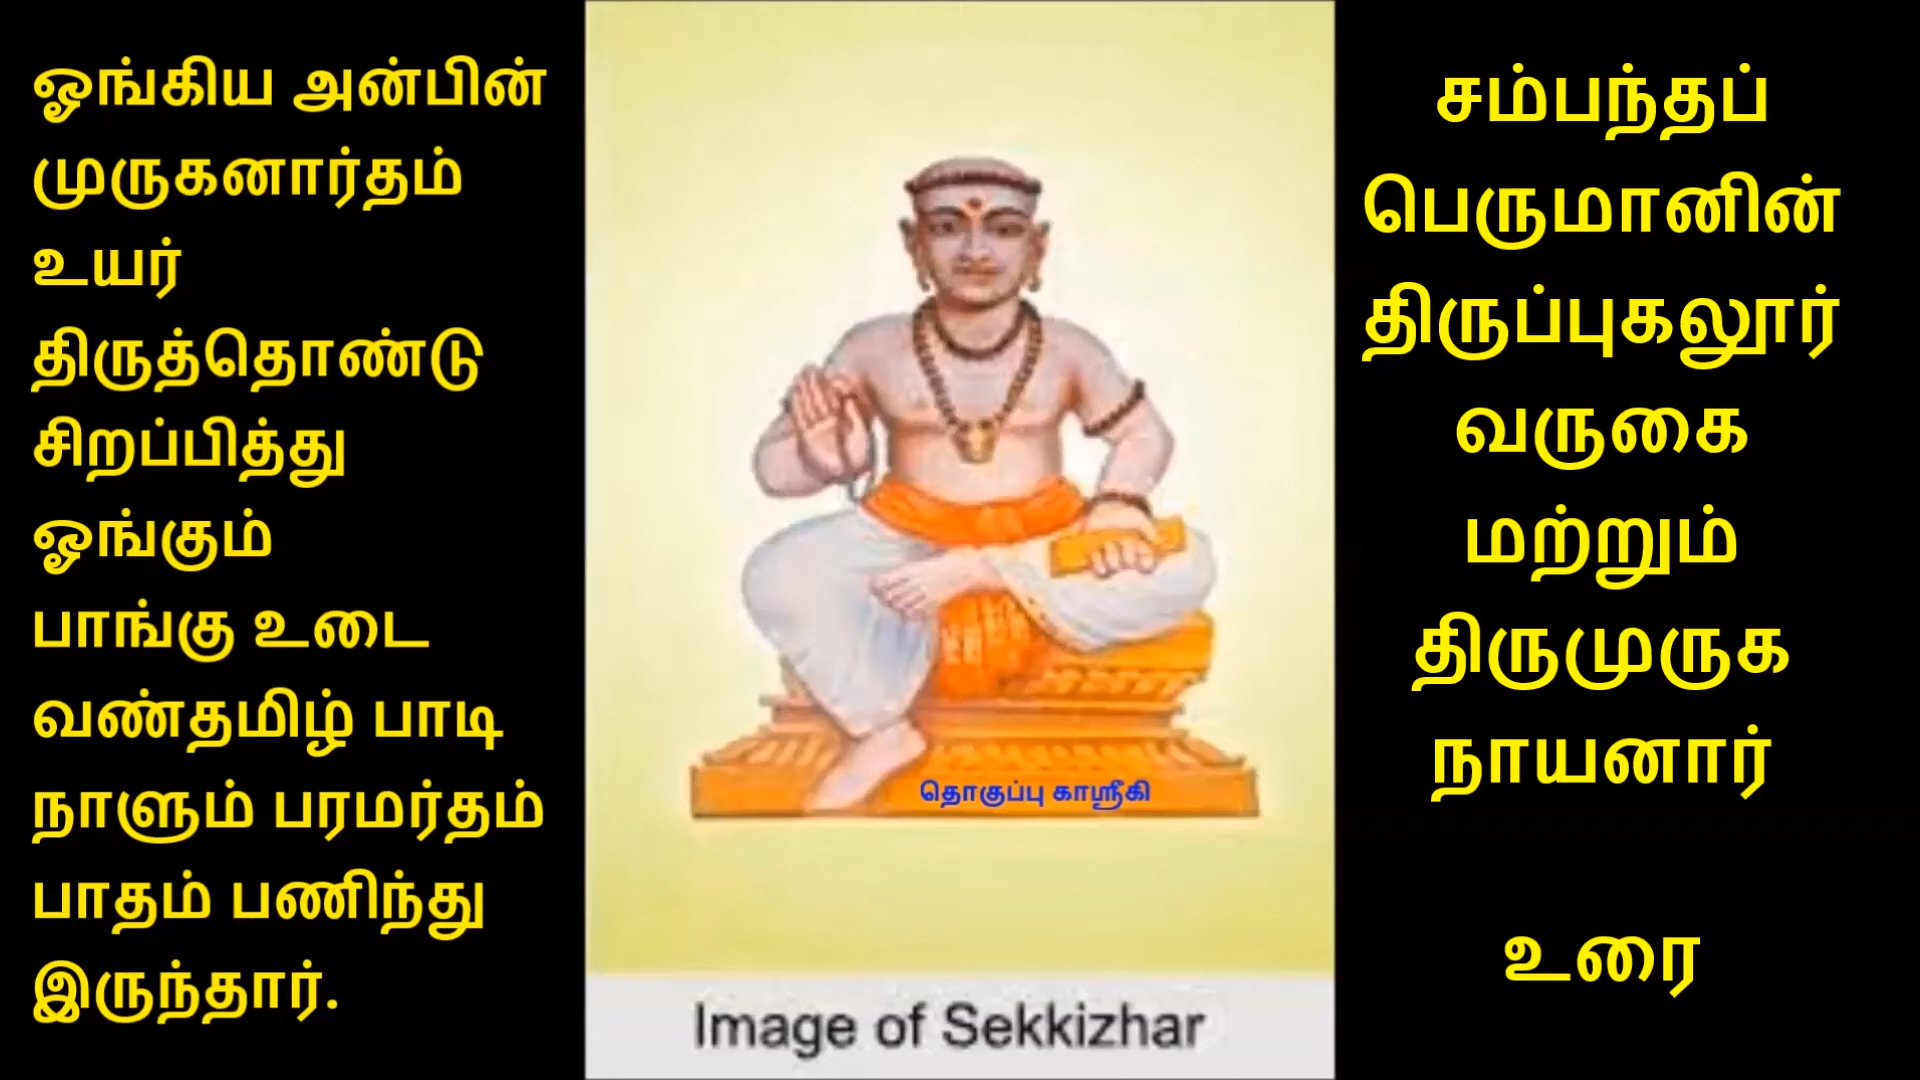 ஓங்கிய அன்பின்
முருகனார்தம்
உயர்
திருத்தொண்டு
சிறப்பித்து
ஓங்கும்
பாங்கு உடை
வண்தமிழ் பாடி
நாளும் பரமர்தம்
பாதம் பணிந்து
இருந்தார்.
தொகுப்பு காஸ்ரீகி
Image of Sekkizhar
சம்பந்தப்
பெருமானின்
திருப்புகலூர்
வருகை
மற்றும்
திருமுருக
நாயனார்
உரை